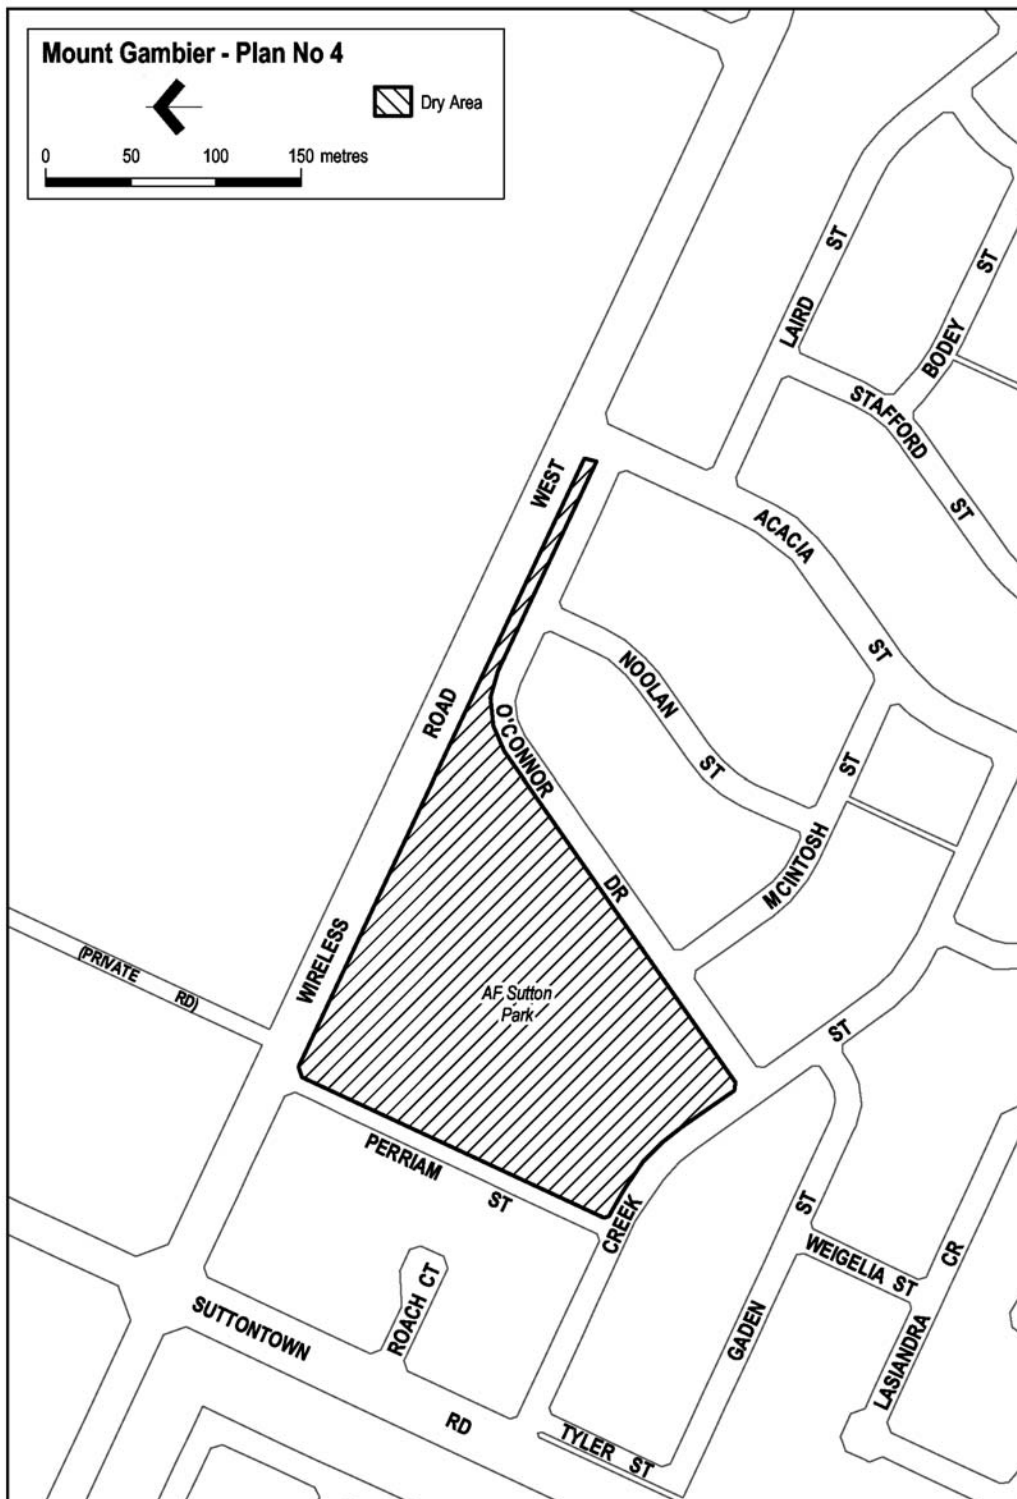 Mount Gambier - Plan No 4
Dry Area
0 50 100 150 metres
LAIRD ST
BODEY ST
STAFFORD ST
WIRELESS ROAD WEST
ACACIA ST
NOOLAN ST
O'CONNOR DR
MCINTOSH ST
(PRIVATE RD)
AF Sutton
Park
PERRIAM ST
CREEK ST
ROACH CT
SUTTONTOWN RD
GADEN ST
WEIGELIA ST
LASIANDRA CR
TYLER ST